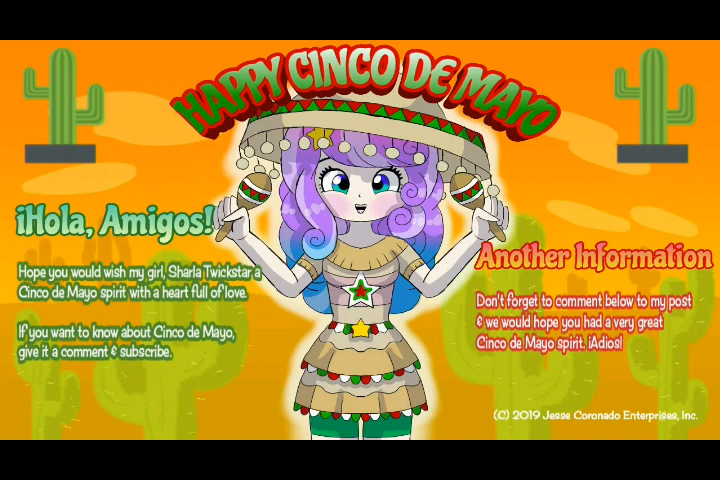 HAPPY CINCO DE MAYO
¡Hola, Amigos!
Hope you would wish my girl, Sharla Twickstar a
Cinco de Mayo spirit with a heart full of love.
If you want to know about Cinco de Mayo,
give it a comment & subscribe.
Another Information
Don't forget to comment below to my post
& we would hope you had a very great
Cinco de Mayo spirit. ¡Adios!
(C) 2019 Jesse Coronado Enterprises, Inc.